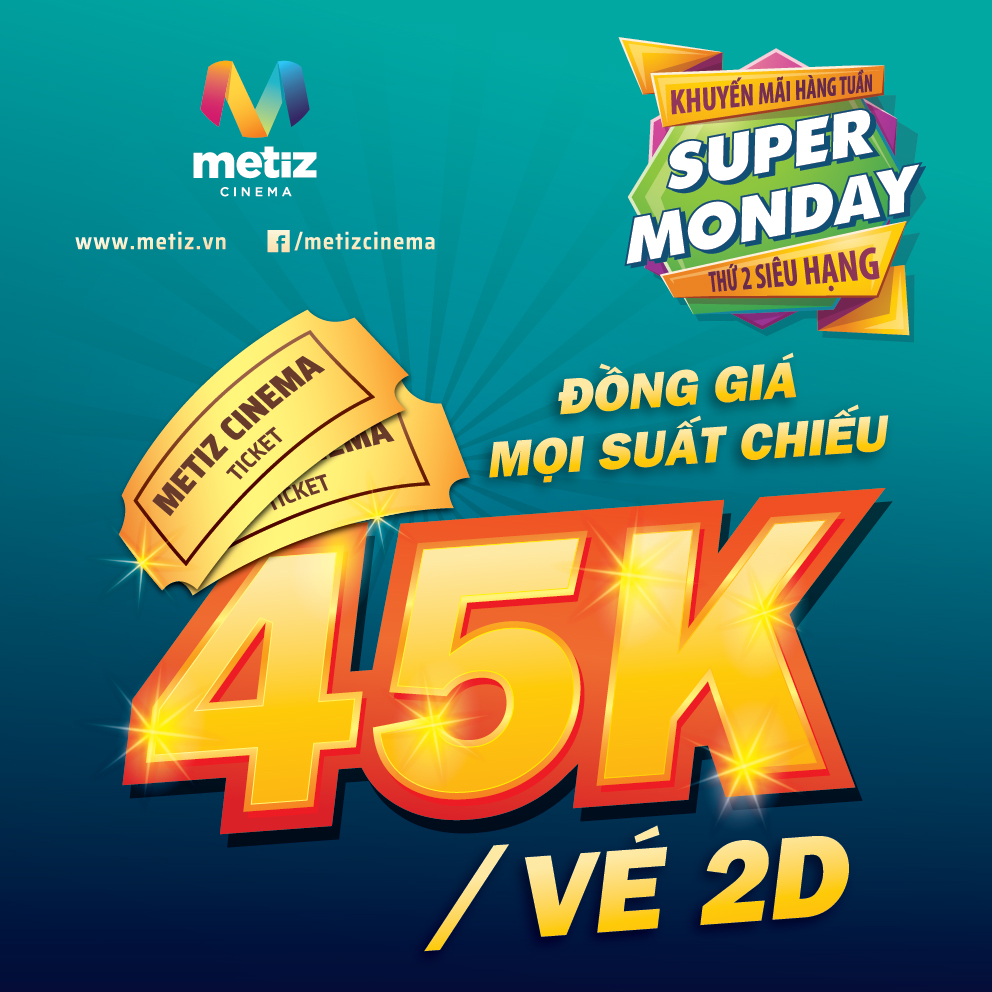 metiz
CINEMA
www.metiz.vn
f/metizcinema
KHUYẾN MÃI HÀNG TUẦN
SUPER
MONDAY
THỨ 2 SIÊU HẠNG
METIZ CINEMA
TICKET
EMA
TICKET
ĐỒNG GIÁ
MỌI SUẤT CHIẾU
45K
/VÉ 2D